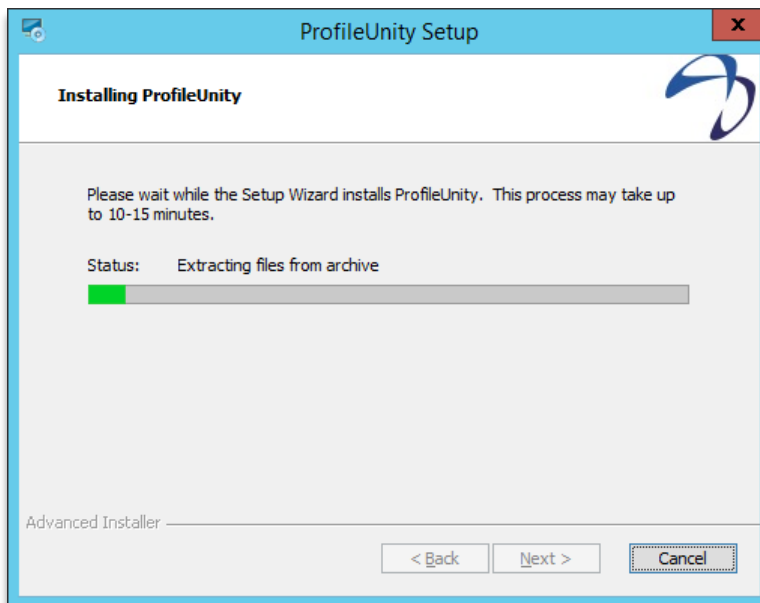 ProfileUnity Setup
x
Installing ProfileUnity
Please wait while the Setup Wizard installs ProfileUnity. This process may take up
to 10-15 minutes.
Status: Extracting files from archive
Advanced Installer
< Back Next > Cancel